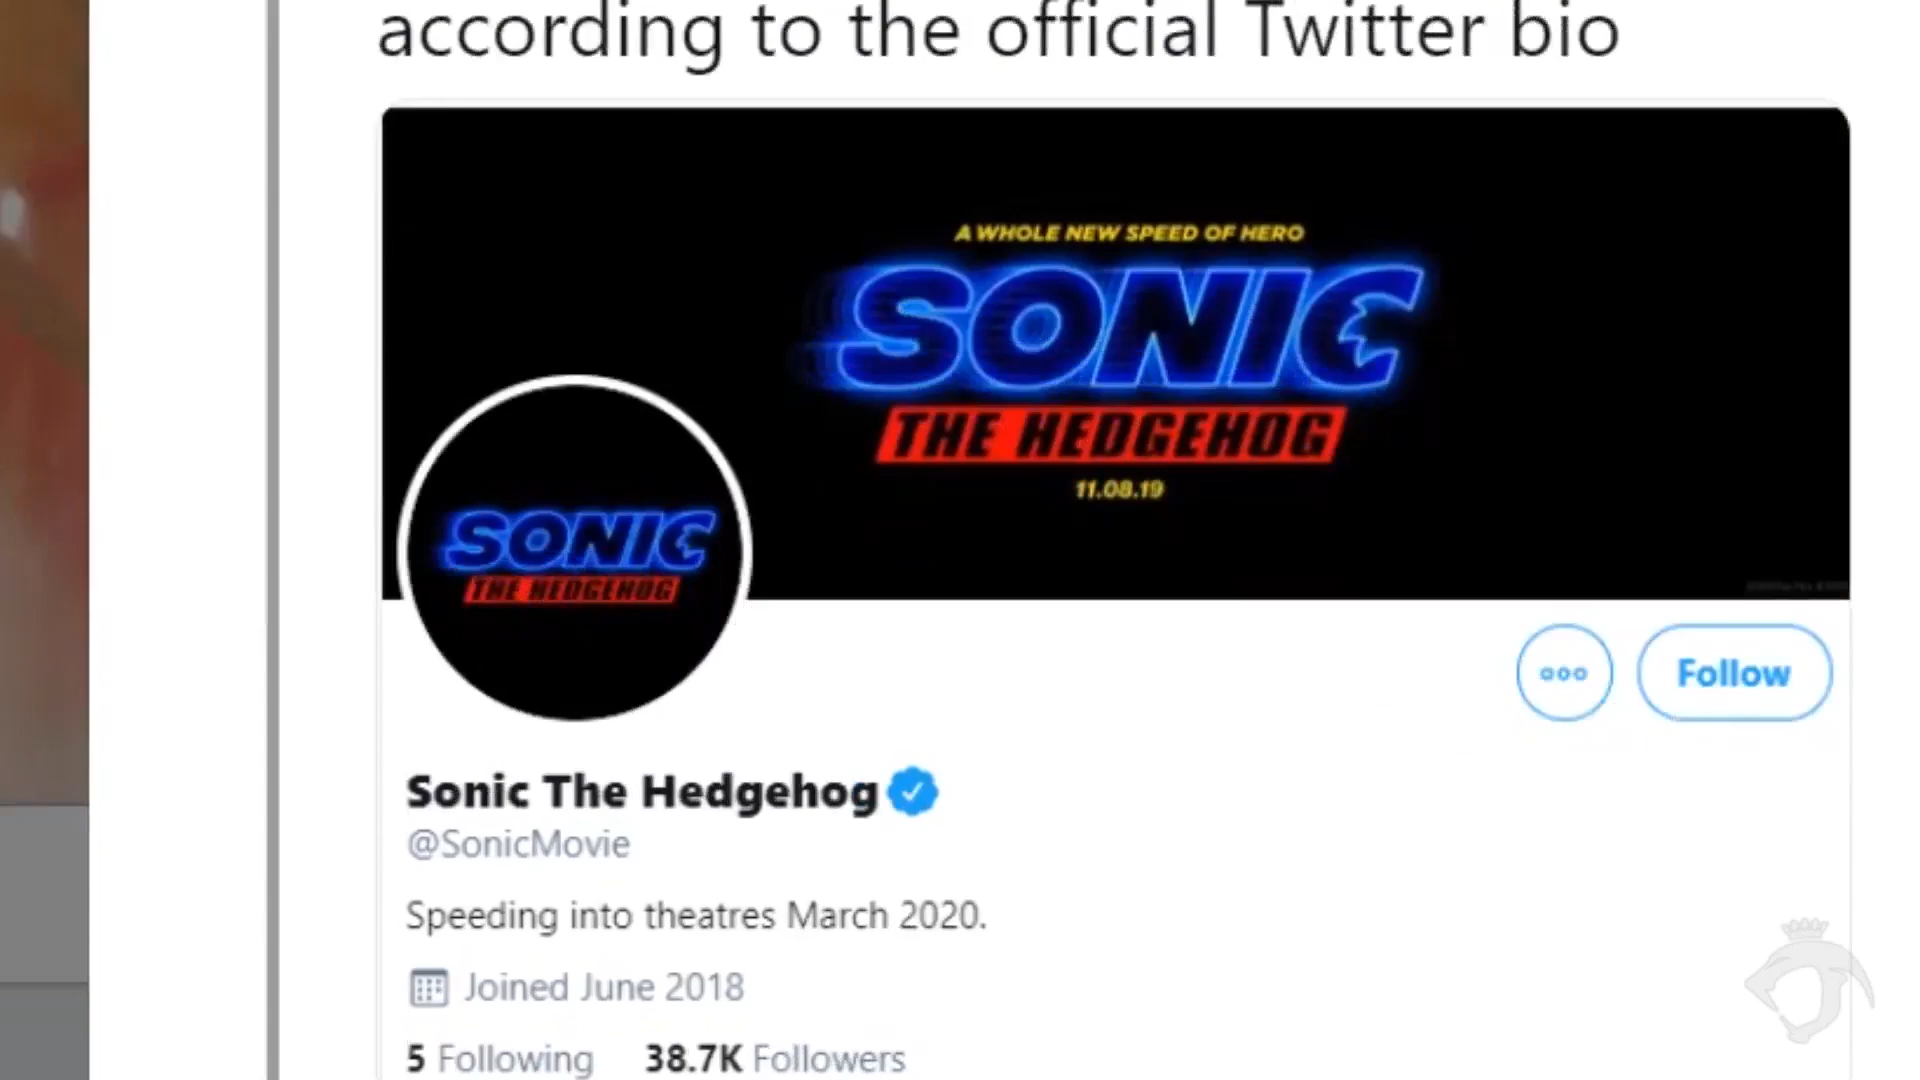 according to the official Twitter bio
A WHOLE NEW SPEED OF HERO
SONIC
THE HEDGEHOG
11.08.19
SONIC
THE HEDGEHOG
Follow
Sonic The Hedgehog
@SonicMovie
Speeding into theatres March 2020.
Joined June 2018
5 Following 38.7K Followers